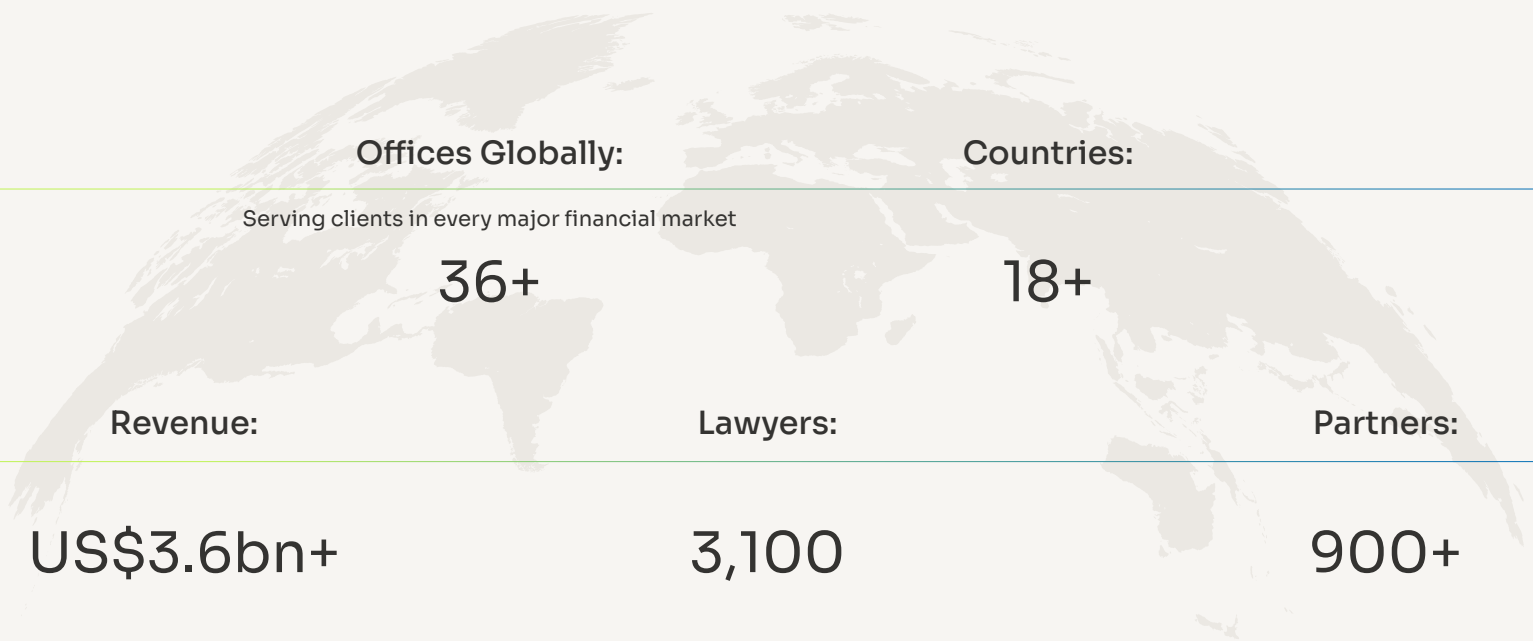 Offices Globally:
Countries:
Serving clients in every major financial market
36+
18+
Revenue:
Lawyers:
Partners:
US$3.6bn+
3,100
900+